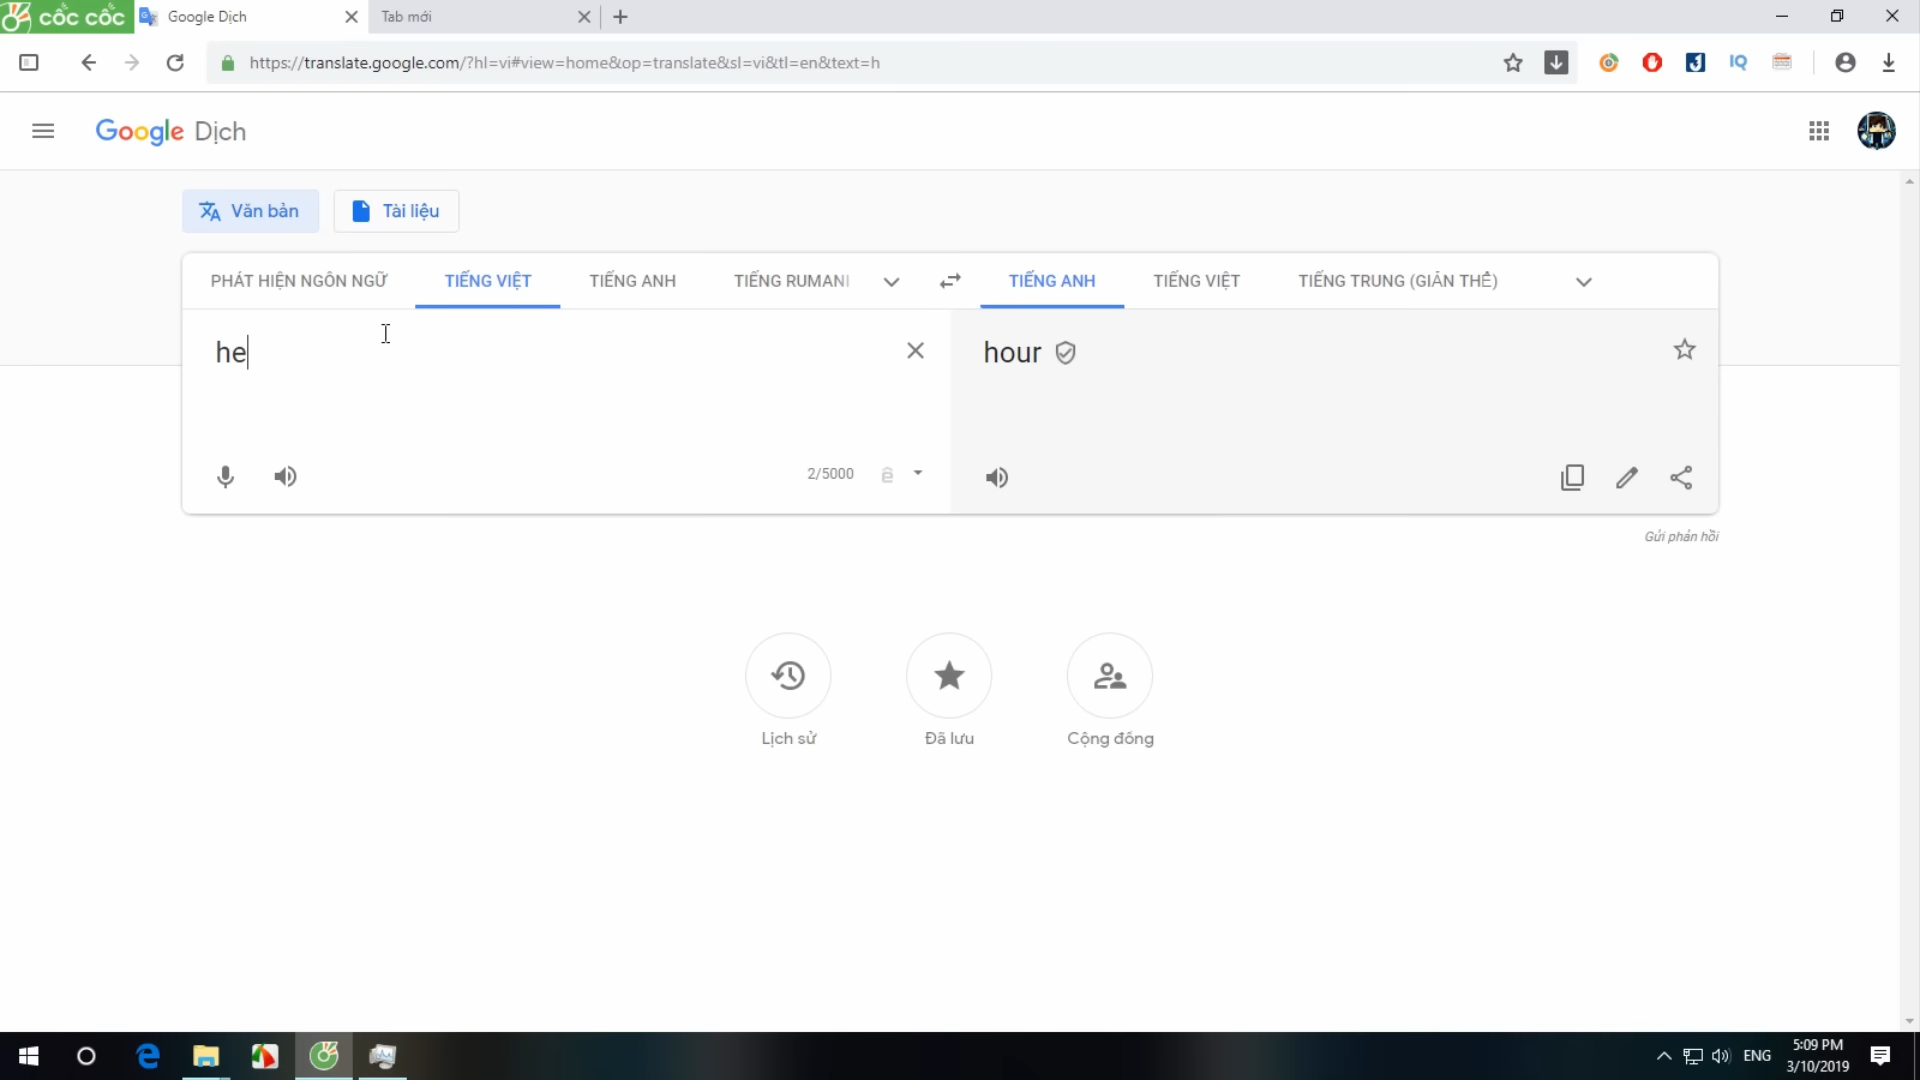 cốc cốc
Google Dịch
Tab mới
https://translate.google.com/?hl=vi#view=home&op=translate&sl=vi&tl=en&text=h
IQ
Google Dịch
Văn bản
Tài liệu
PHÁT HIỆN NGÔN NGỮ
TIẾNG VIỆT
TIẾNG ANH
TIẾNG RUMANI
TIẾNG ANH
TIẾNG VIỆT
TIẾNG TRUNG (GIẢN THỂ)
he
hour
2/5000
Gửi phản hồi
Lịch sử
Đã lưu
Cộng đồng
ENG
5:09 PM
3/10/2019